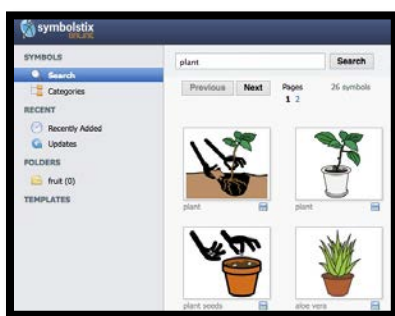 symbolstix
ONLINE
SYMBOLS
Search
Categories
RECENT
Recently Added
Updates
FOLDERS
fruit (0)
TEMPLATES
plant
Search
Previous Next Pages 26 symbols
1 2
plant
plant
plant seeds
aloe vera